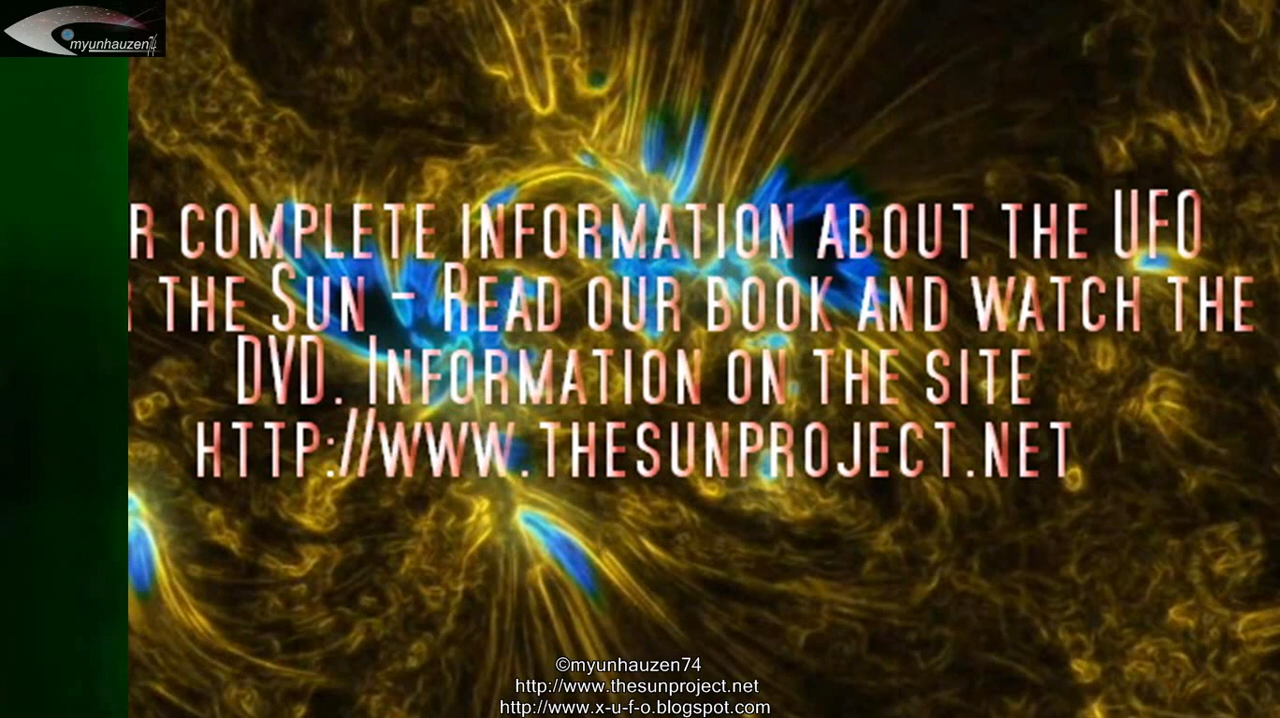 myunhauzen74
R COMPLETE INFORMATION ABOUT THE UFO
THE SUN - READ OUR BOOK AND WATCH THE
DVD. INFORMATION ON THE SITE
HTTP://WWW.THESUNPROJECT.NET
©myunhauzen74
http://www.thesunproject.net
http://www.x-u-f-o.blogspot.com